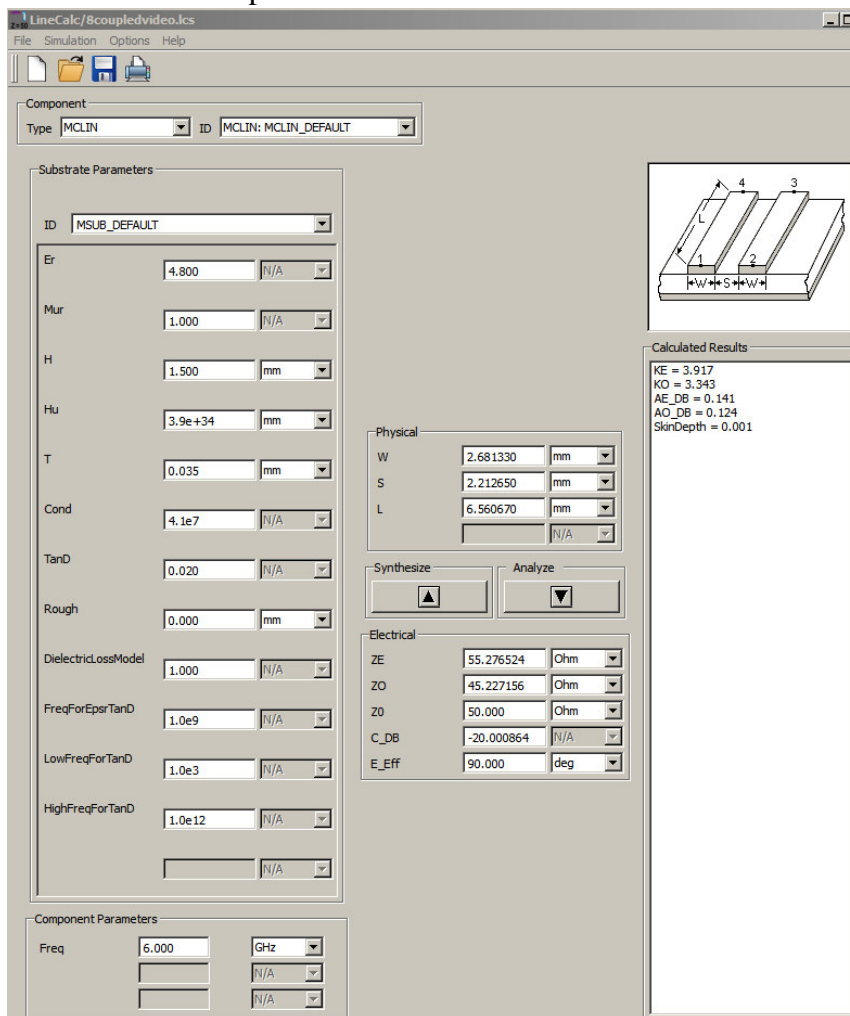 LineCalc/8coupledvideo.lcs
File Simulation Options Help
Component
Type MCLIN ID MCLIN: MCLIN_DEFAULT
Substrate Parameters
ID MSUB_DEFAULT
Er 4.800 N/A
Mur 1.000 N/A
H 1.500 mm
Hu 3.9e+34 mm
T 0.035 mm
Cond 4.1e7 N/A
TanD 0.020 N/A
Rough 0.000 mm
DielectricLossModel 1.000 N/A
FreqForEpsrTanD 1.0e9 N/A
LowFreqForTanD 1.0e3 N/A
HighFreqForTanD 1.0e12 N/A
N/A
Component Parameters
Freq 6.000 GHz
N/A
N/A
Physical
W 2.681330 mm
S 2.212650 mm
L 6.560670 mm
N/A
Synthesize Analyze
Electrical
ZE 55.276524 Ohm
ZO 45.227156 Ohm
Z0 50.000 Ohm
C_DB -20.000864 N/A
E_Eff 90.000 deg
4 3
L
1 2
W S W
Calculated Results
KE = 3.917
KO = 3.343
AE_DB = 0.141
AO_DB = 0.124
SkinDepth = 0.001